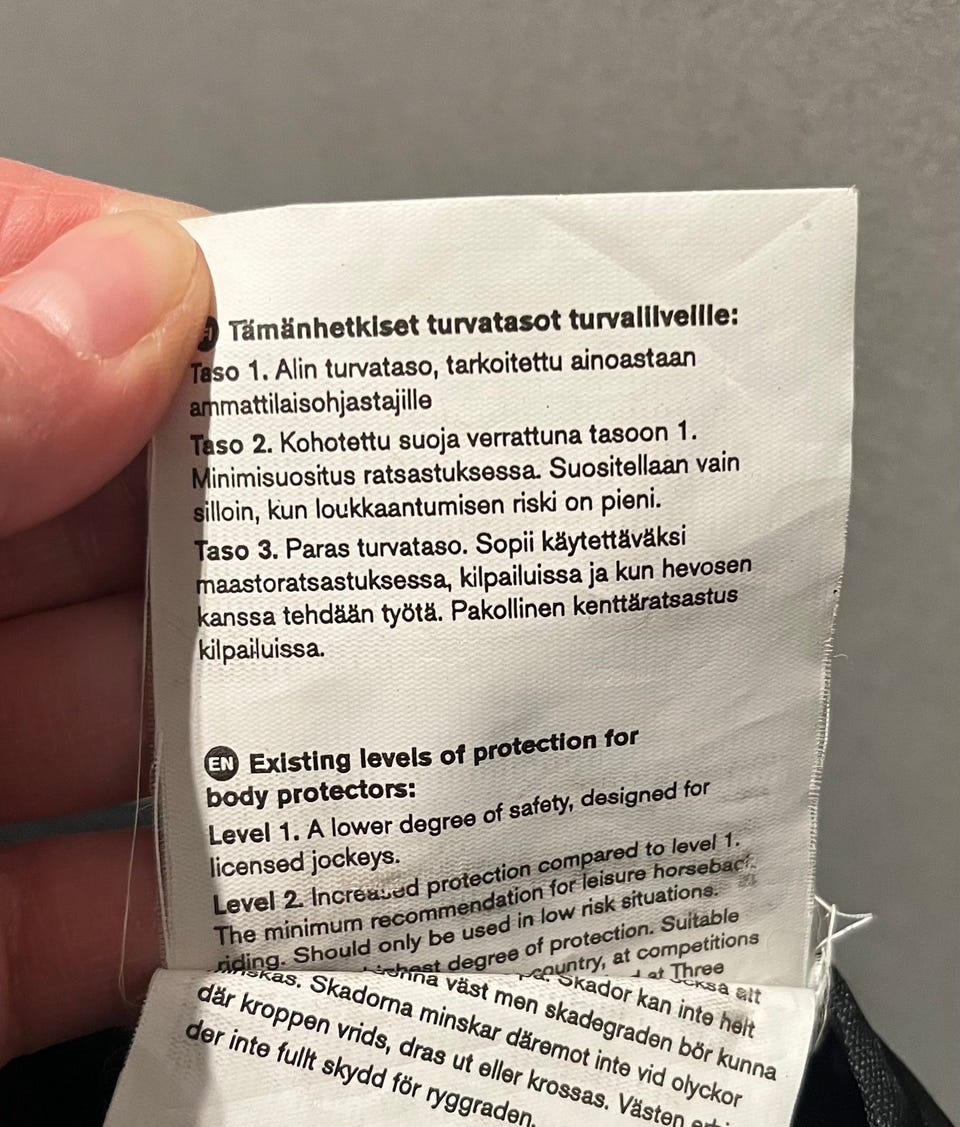 Tämänhetkiset turvatasot turvaliiveille:
Taso 1. Alin turvataso, tarkoitettu ainoastaan
ammattilaisohjastajille
Taso 2. Kohotettu suoja verrattuna tasoon 1.
Minimisuositus ratsastuksessa. Suositellaan vain
silloin, kun loukkaantumisen riski on pieni.
Taso 3. Paras turvataso. Sopii käytettäväksi
maastoratsastuksessa, kilpailuissa ja kun hevosen
kanssa tehdään työtä. Pakollinen kenttäratsastus
kilpailuissa.
EN Existing levels of protection for
body protectors:
Level 1. A lower degree of safety, designed for
licensed jockeys.
Level 2. Increased protection compared to level 1.
The minimum recommendation for leisure horseback
riding. Should only be used in low risk situations.
degree of protection. Suitable
country, at competitions
at Three
Skador kan inte helt
väst men skadegraden bör kunna
Skadorna minskar däremot inte vid olyckor
där kroppen vrids, dras ut eller krossas. Västen
der inte fullt skydd för ryggraden.